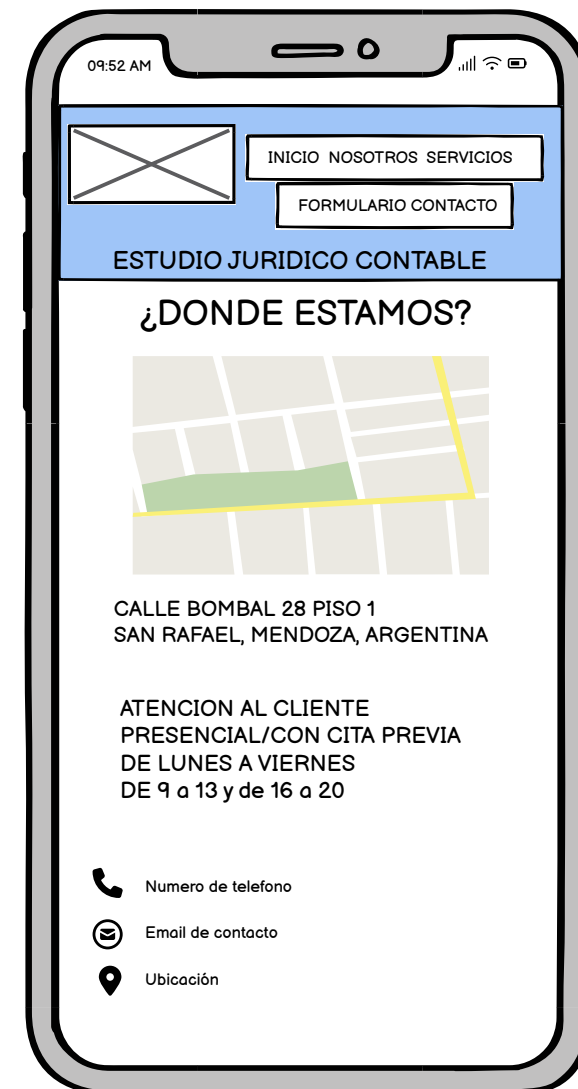 09:52 AM
INICIO NOSOTROS SERVICIOS
FORMULARIO CONTACTO
ESTUDIO JURIDICO CONTABLE
¿DONDE ESTAMOS?
CALLE BOMBAL 28 PISO 1
SAN RAFAEL, MENDOZA, ARGENTINA
ATENCION AL CLIENTE
PRESENCIAL/CON CITA PREVIA
DE LUNES A VIERNES
DE 9 a 13 y de 16 a 20
Numero de telefono
Email de contacto
Ubicación